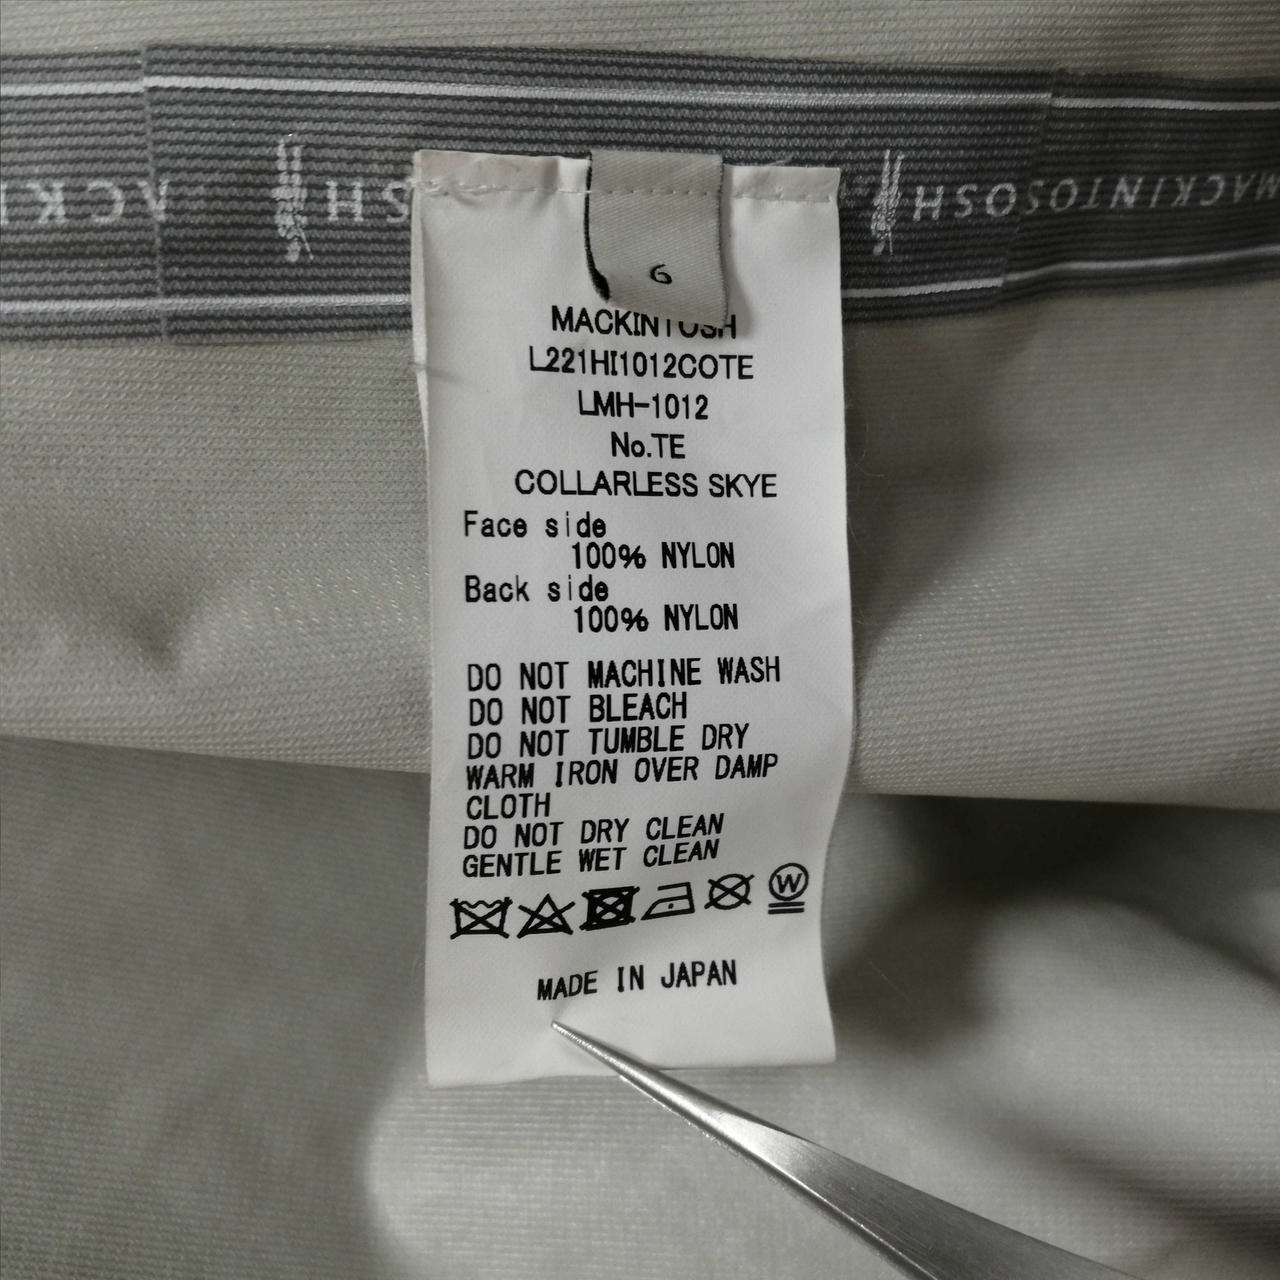 MACKINTOSH
6
MACKINTOSH
L221HI1012COTE
LMH-1012
No.TE
COLLARLESS SKYE
Face side
100% NYLON
Back side
100% NYLON
DO NOT MACHINE WASH
DO NOT BLEACH
DO NOT TUMBLE DRY
WARM IRON OVER DAMP
CLOTH
DO NOT DRY CLEAN
GENTLE WET CLEAN
W
MADE IN JAPAN